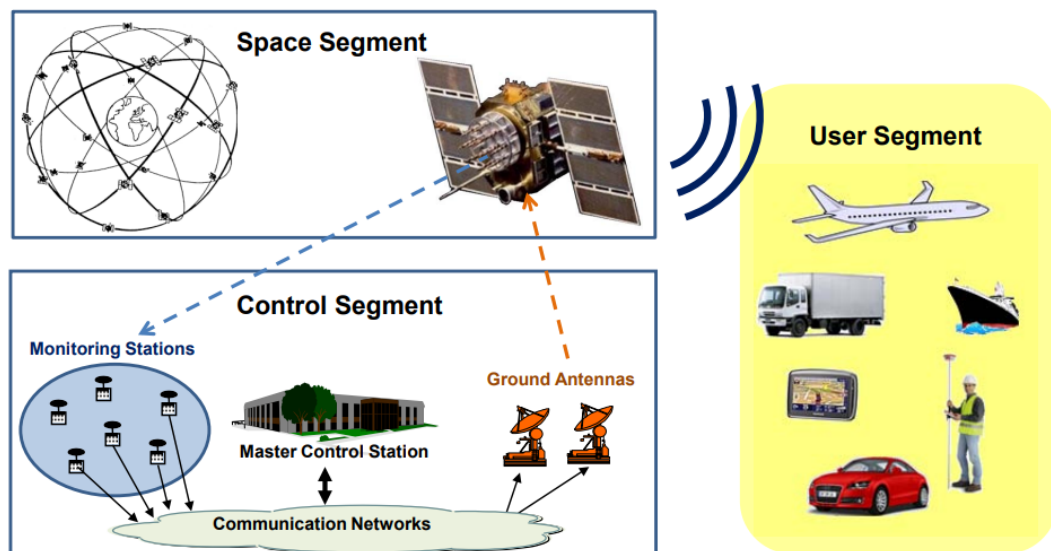 Space Segment
User Segment
Control Segment
Monitoring Stations
Ground Antennas
Master Control Station
Communication Networks